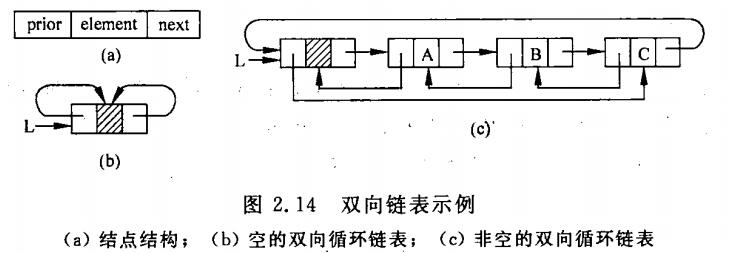 prior element next
(a)
L
(b)
L A B C
(c)
图 2.14 双向链表示例
(a) 结点结构； (b) 空的双向循环链表； (c) 非空的双向循环链表